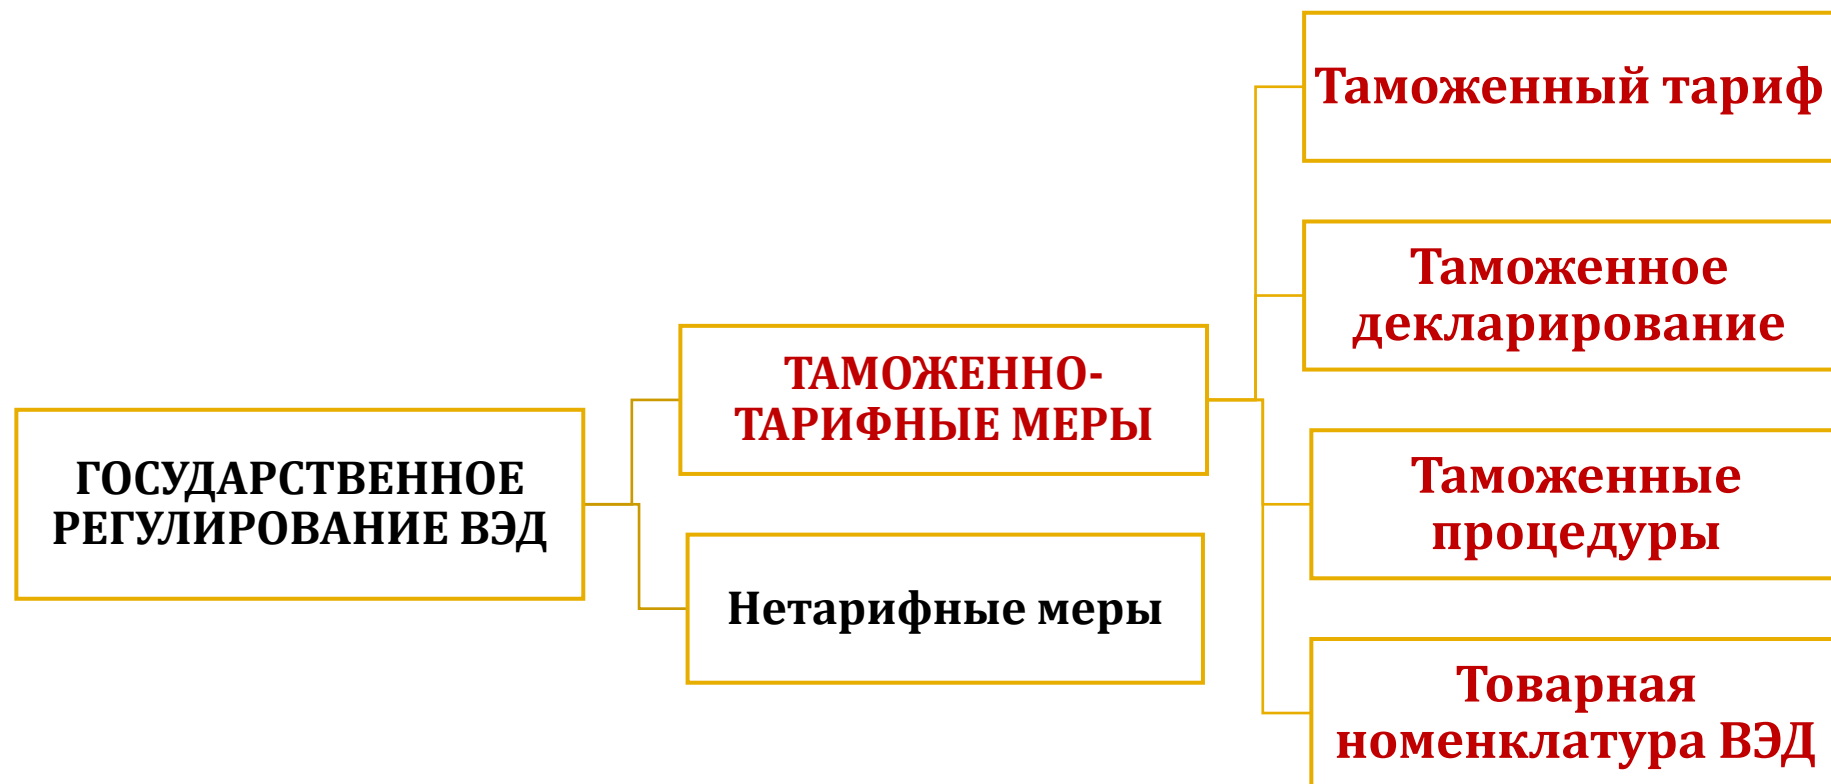 ГОСУДАРСТВЕННОЕ
РЕГУЛИРОВАНИЕ ВЭД
ТАМОЖЕННО-
ТАРИФНЫЕ МЕРЫ
Нетарифные меры
Таможенный тариф
Таможенное
декларирование
Таможенные
процедуры
Товарная
номенклатура ВЭД